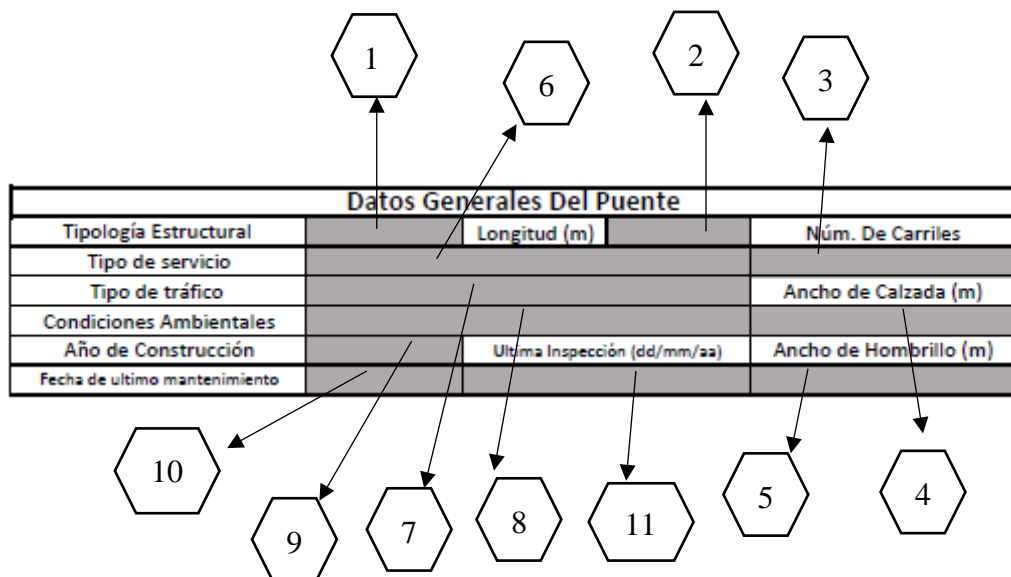 1
2
6
3
Datos Generales Del Puente
Tipología Estructural Longitud (m) Núm. De Carriles
Tipo de servicio
Tipo de tráfico Ancho de Calzada (m)
Condiciones Ambientales
Año de Construcción Ultima Inspección (dd/mm/aa) Ancho de Hombrillo (m)
Fecha de ultimo mantenimiento
10
9
7
8
11
5
4